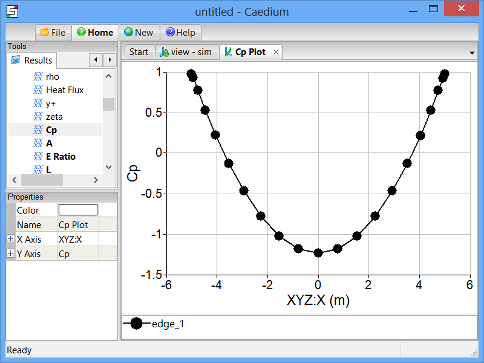 untitled - Caedium
File Home New Help
Tools
Results
rho
Heat Flux
y+
zeta
Cp
A
E Ratio
L
Properties
Color
Name Cp Plot
X Axis XYZ:X
Y Axis Cp
Start view - sim Cp Plot
1
0.5
0
-0.5
-1
-1.5
Cp
-6 -4 -2 0 2 4 6
XYZ:X (m)
edge_1
Ready